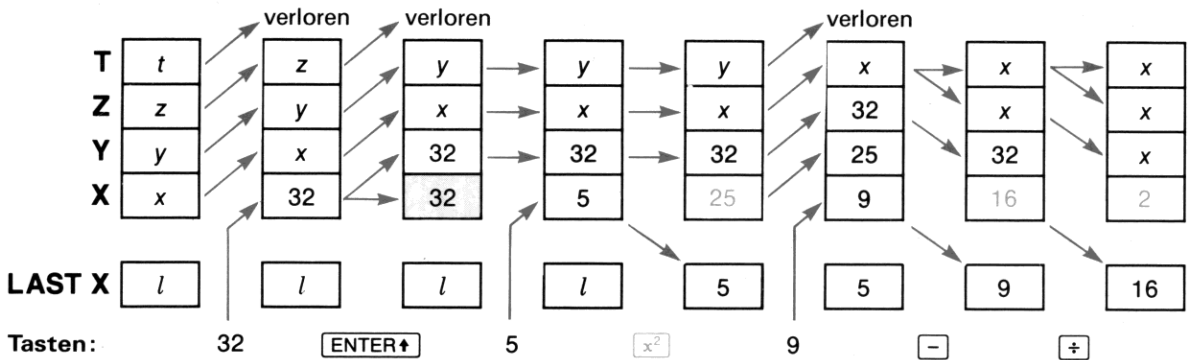 verloren verloren verloren
T t z y y y x x x
Z z y x x x 32 x x
Y y x 32 32 32 25 32 x
X x 32 32 5 25 9 16 2
LAST X l l l l 5 5 9 16
Tasten: 32 ENTER↑ 5 x² 9 − ÷